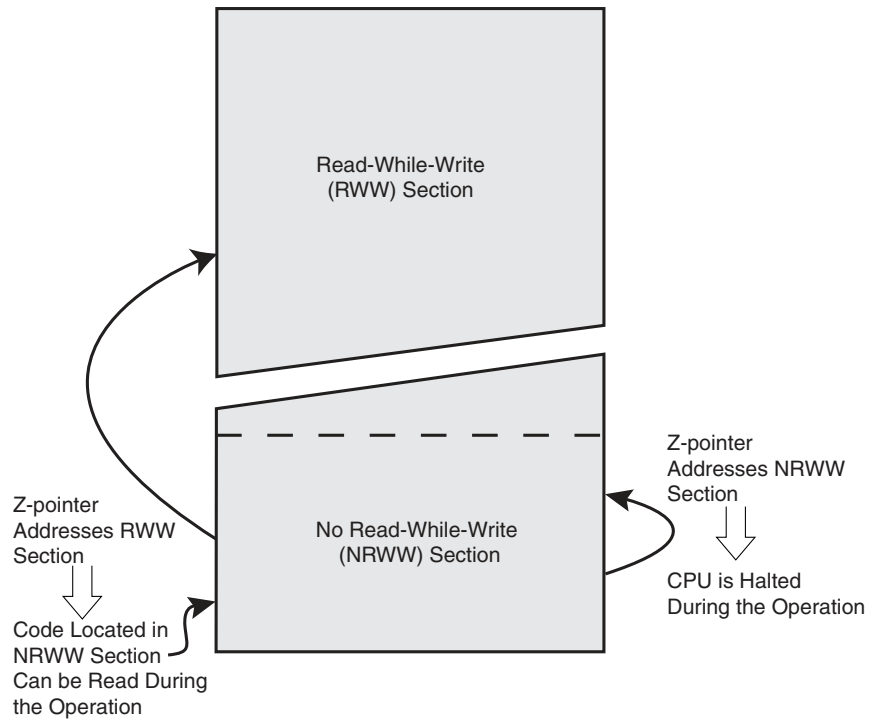 Read-While-Write
(RWW) Section
No Read-While-Write
(NRWW) Section
Z-pointer
Addresses RWW
Section
Code Located in
NRWW Section
Can be Read During
the Operation
Z-pointer
Addresses NRWW
Section
CPU is Halted
During the Operation